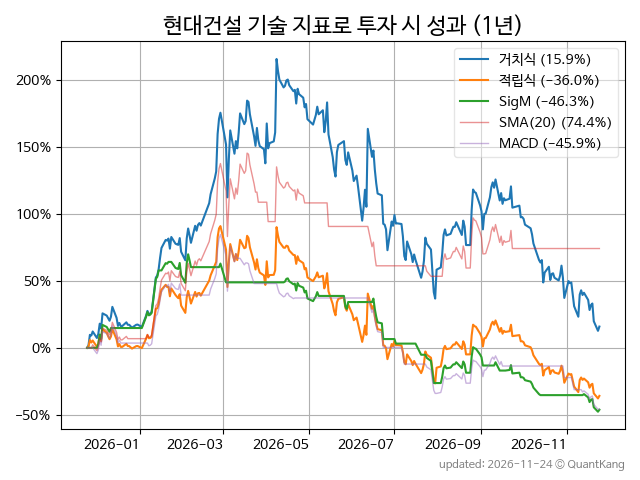 현대건설 기술 지표로 투자 시 성과 (1년)
거치식 (15.9%)
적립식 (−36.0%)
SigM (−46.3%)
SMA(20) (74.4%)
MACD (−45.9%)
200%
150%
100%
50%
0%
−50%
2026-01 2026-03 2026-05 2026-07 2026-09 2026-11
updated: 2026-11-24 © QuantKang